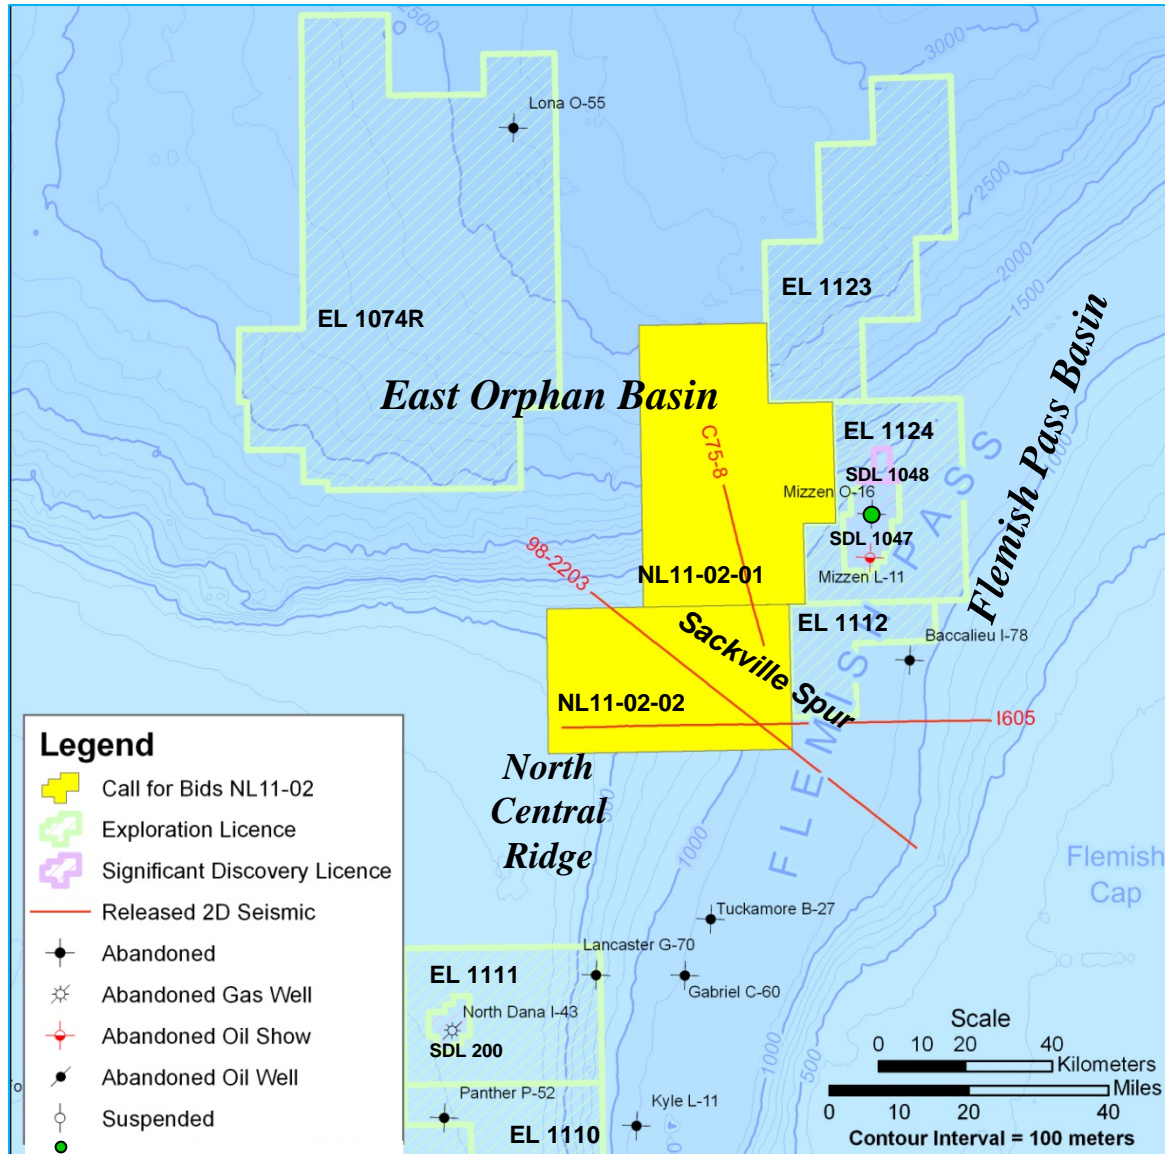 2500
3000
Lona O-55
2500
2000
EL 1123
1500
EL 1074R
East Orphan Basin
Flemish Pass Basin
C75-8
EL 1124
1000
SDL 1048
Mizzen O-16
SDL 1047
98-2203
NL11-02-01
Mizzen L-11
FLEMISH PASS
EL 1112
Sackville Spur
Baccalieu I-78
NL11-02-02
I605
Legend
Call for Bids NL11-02
Exploration Licence
Significant Discovery Licence
Released 2D Seismic
Abandoned
Abandoned Gas Well
Abandoned Oil Show
Abandoned Oil Well
Suspended
North
Central
Ridge
500
1000
Flemish
Cap
Tuckamore B-27
Lancaster G-70
EL 1111
Gabriel C-60
North Dana I-43
SDL 200
1000
500
Panther P-52
Kyle L-11
EL 1110
Scale
0 10 20 40
Kilometers
Miles
0 10 20 40
Contour Interval = 100 meters